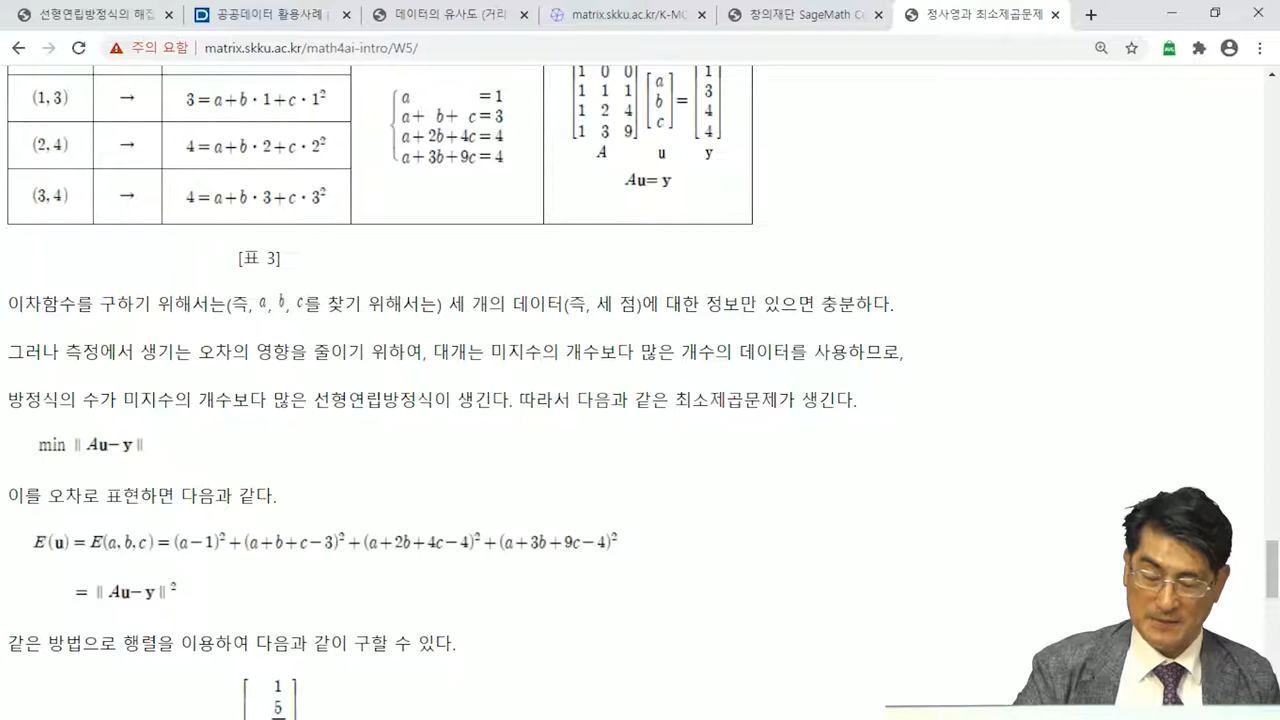 선형연립방정식의 해집
공공데이터 활용사례
데이터의 유사도 (거리
matrix.skku.ac.kr/K-MC
창의재단 SageMath Co
정사영과 최소제곱문제
주의 요함 matrix.skku.ac.kr/math4ai-intro/W5/
(1, 3) → 3 = a + b · 1 + c · 1²
(2, 4) → 4 = a + b · 2 + c · 2²
(3, 4) → 4 = a + b · 3 + c · 3²
a = 1
a + b + c = 3
a + 2b + 4c = 4
a + 3b + 9c = 4
1 0 0 a 1
1 1 1 b 3
1 2 4 c = 4
1 3 9 4
A u y
Au = y
[표 3]
이차함수를 구하기 위해서는(즉, a, b, c를 찾기 위해서는) 세 개의 데이터(즉, 세 점)에 대한 정보만 있으면 충분하다.
그러나 측정에서 생기는 오차의 영향을 줄이기 위하여, 대개는 미지수의 개수보다 많은 개수의 데이터를 사용하므로,
방정식의 수가 미지수의 개수보다 많은 선형연립방정식이 생긴다. 따라서 다음과 같은 최소제곱문제가 생긴다.
min ‖ Au − y ‖
이를 오차로 표현하면 다음과 같다.
E(u) = E(a, b, c) = (a − 1)² + (a + b + c − 3)² + (a + 2b + 4c − 4)² + (a + 3b + 9c − 4)²
= ‖ Au − y ‖²
같은 방법으로 행렬을 이용하여 다음과 같이 구할 수 있다.
1
5